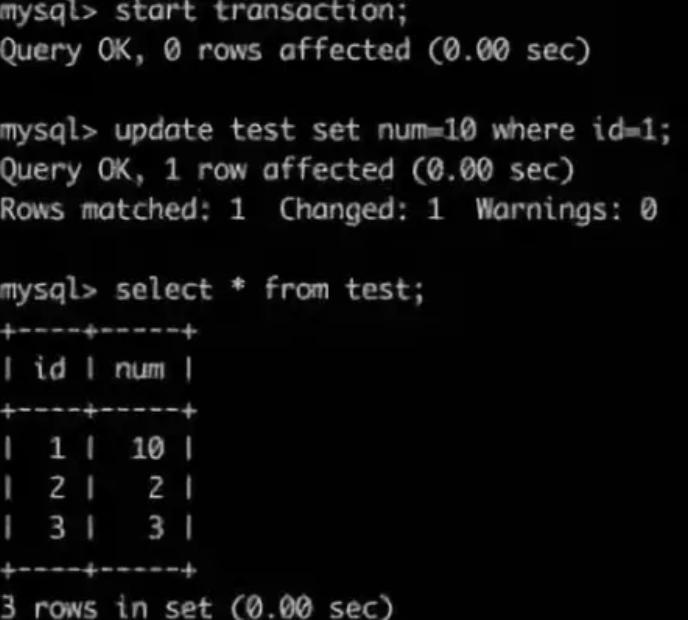 mysql> start transaction;
Query OK, 0 rows affected (0.00 sec)
mysql> update test set num=10 where id=1;
Query OK, 1 row affected (0.00 sec)
Rows matched: 1  Changed: 1  Warnings: 0
mysql> select * from test;
+----+-----+
| id | num |
+----+-----+
|  1 |  10 |
|  2 |   2 |
|  3 |   3 |
+----+-----+
3 rows in set (0.00 sec)